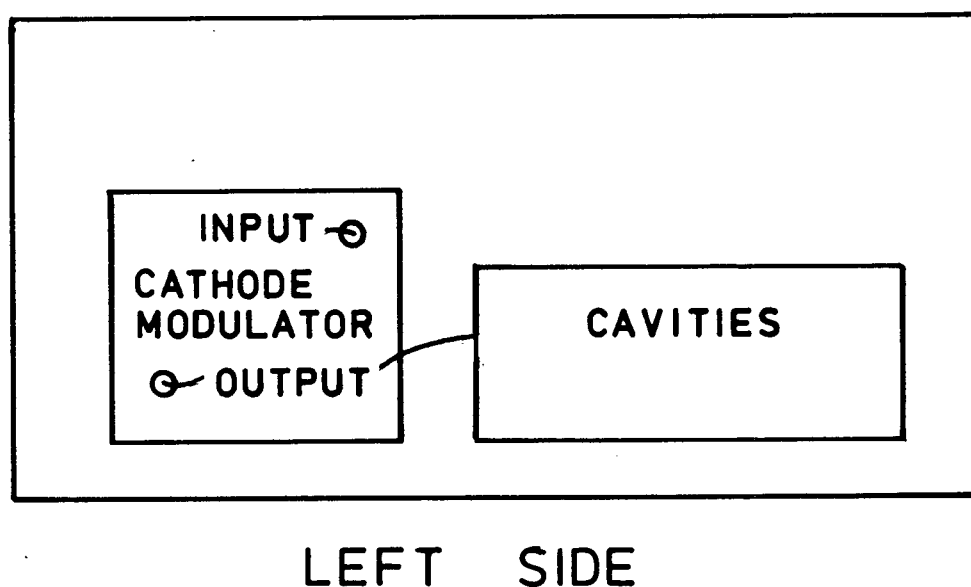 INPUT
CATHODE
MODULATOR
OUTPUT
CAVITIES
LEFT SIDE